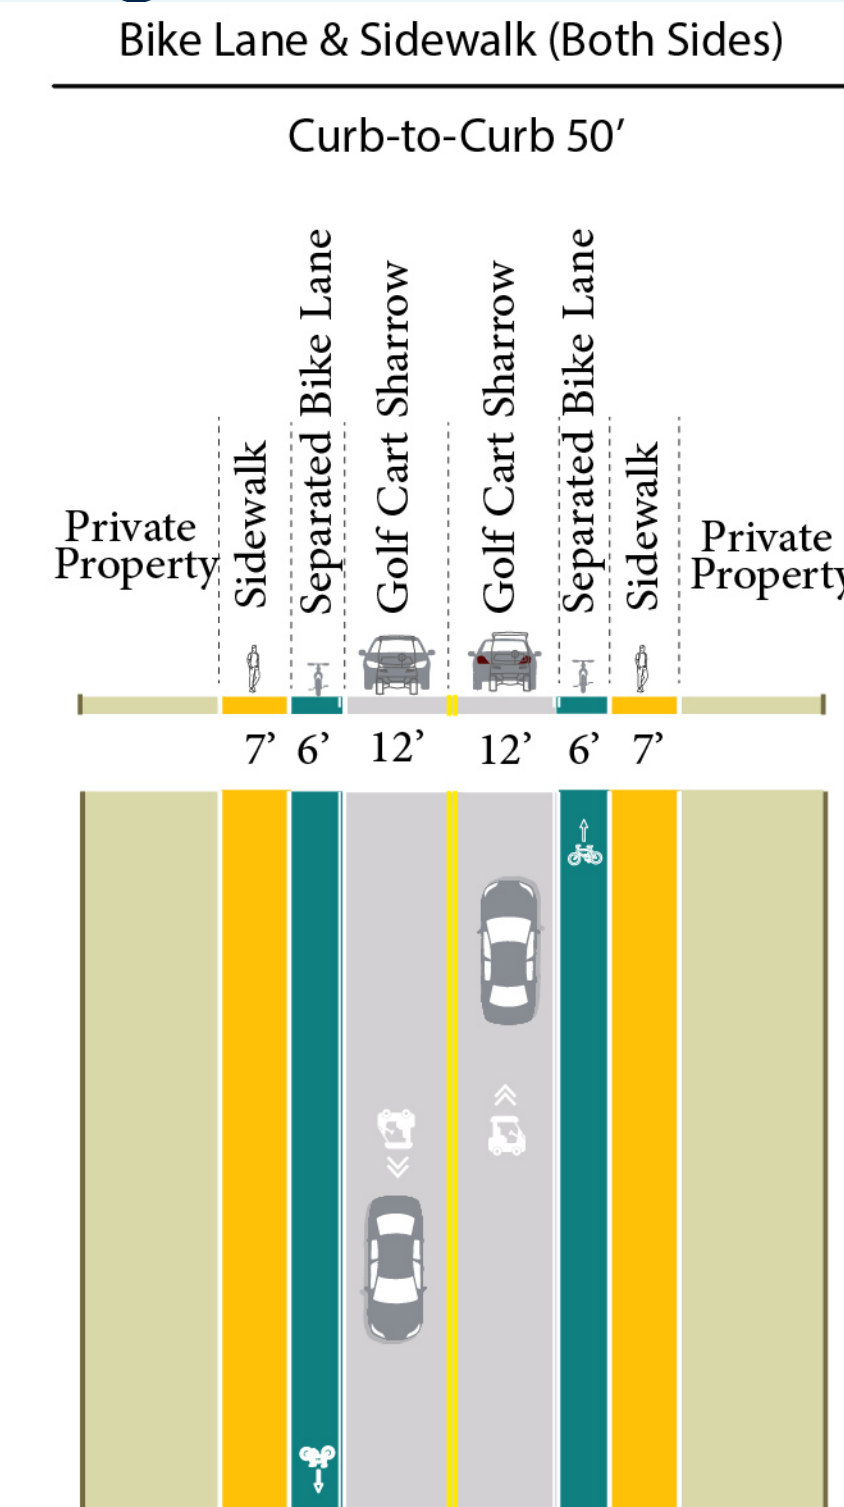 Bike Lane & Sidewalk (Both Sides)
Curb-to-Curb 50’
Private
Property
Sidewalk
Separated Bike Lane
Golf Cart Sharrow
Golf Cart Sharrow
Separated Bike Lane
Sidewalk
Private
Property
7’ 6’ 12’ 12’ 6’ 7’